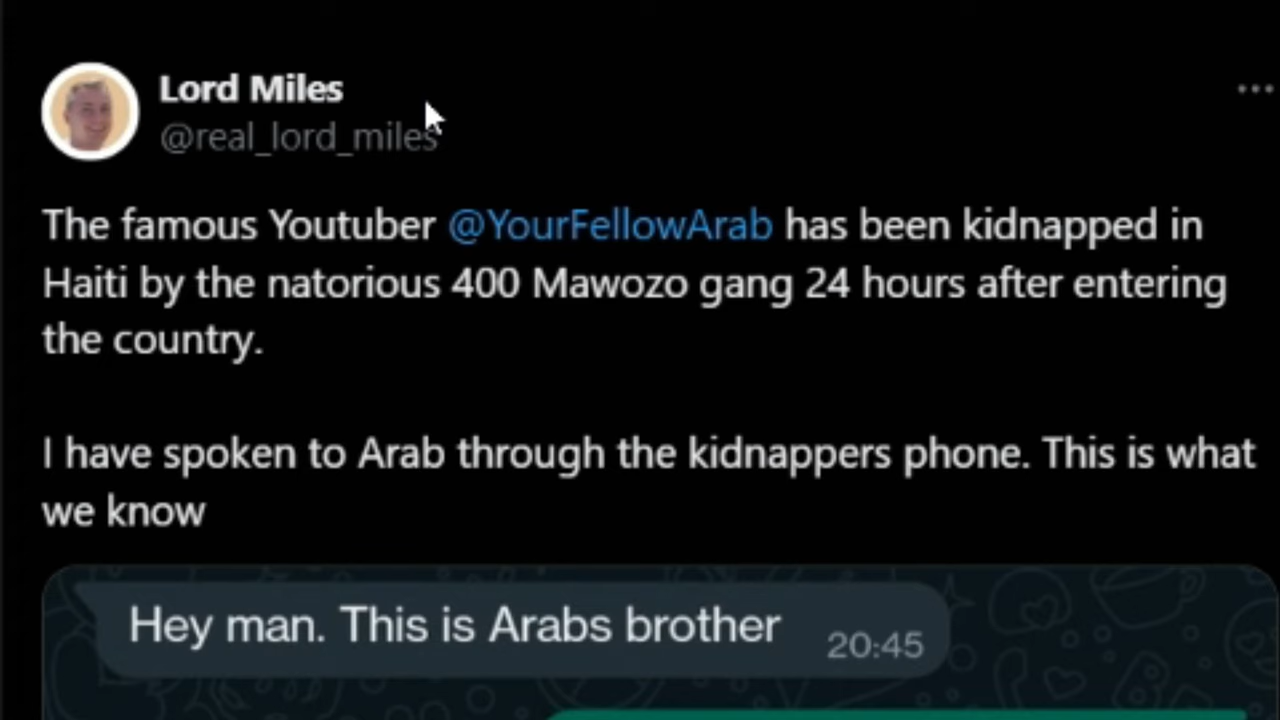 Lord Miles
@real_lord_miles
The famous Youtuber @YourFellowArab has been kidnapped in
Haiti by the natorious 400 Mawozo gang 24 hours after entering
the country.
I have spoken to Arab through the kidnappers phone. This is what
we know
Hey man. This is Arabs brother 20:45